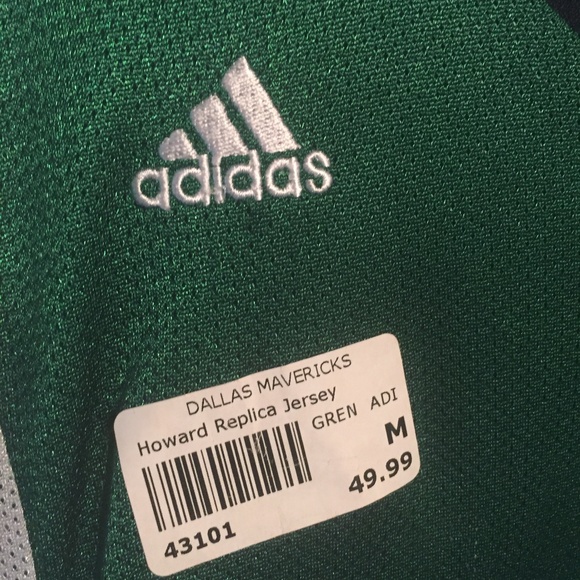 adidas
DALLAS MAVERICKS
Howard Replica Jersey
GREN ADI
M
49.99
43101